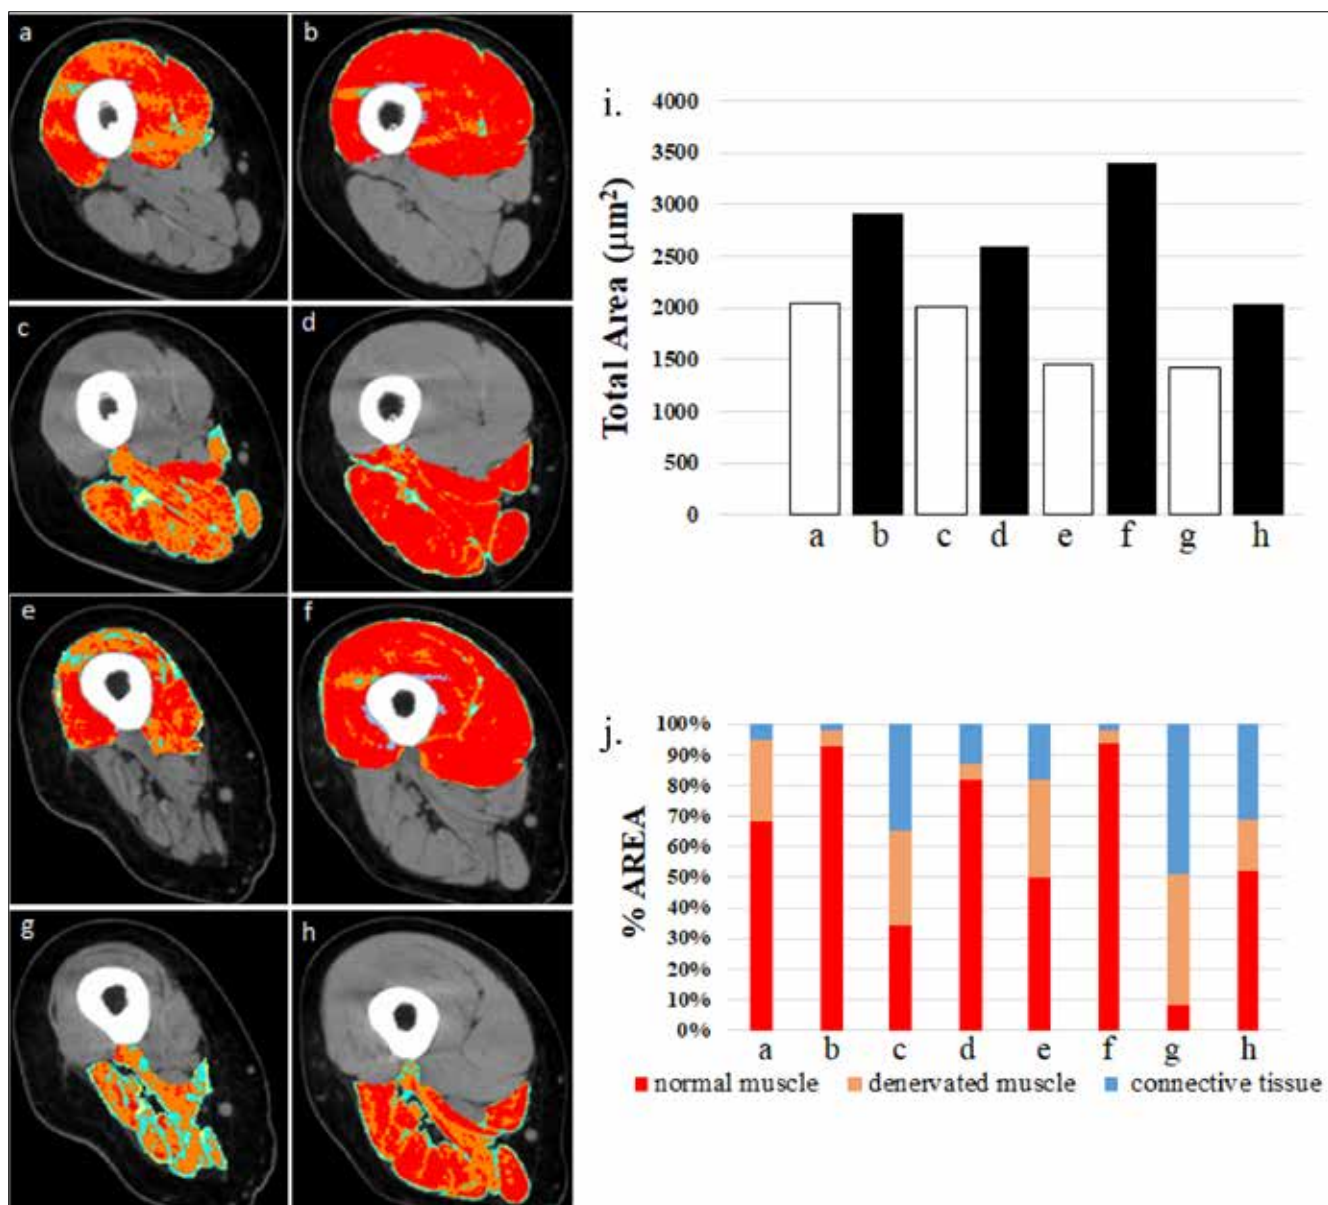 a
b
c
d
e
f
g
h
i.
Total Area (μm²)
4000
3500
3000
2500
2000
1500
1000
500
0
a b c d e f g h
j.
% AREA
100%
90%
80%
70%
60%
50%
40%
30%
20%
10%
0%
a b c d e f g h
normal muscle denervated muscle connective tissue